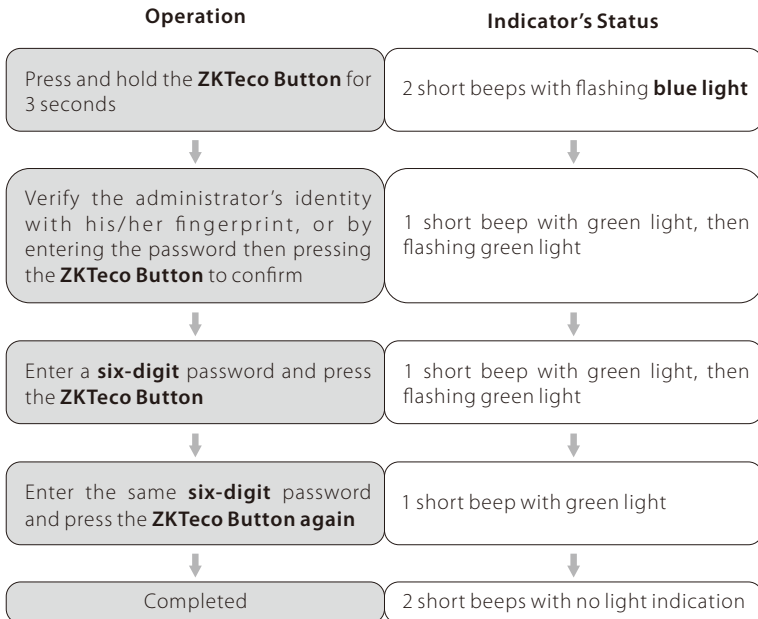 Operation
Indicator's Status
Press and hold the ZKTeco Button for
3 seconds
2 short beeps with flashing blue light
Verify the administrator's identity
with his/her fingerprint, or by
entering the password then pressing
the ZKTeco Button to confirm
1 short beep with green light, then
flashing green light
Enter a six-digit password and press
the ZKTeco Button
1 short beep with green light, then
flashing green light
Enter the same six-digit password
and press the ZKTeco Button again
1 short beep with green light
Completed
2 short beeps with no light indication